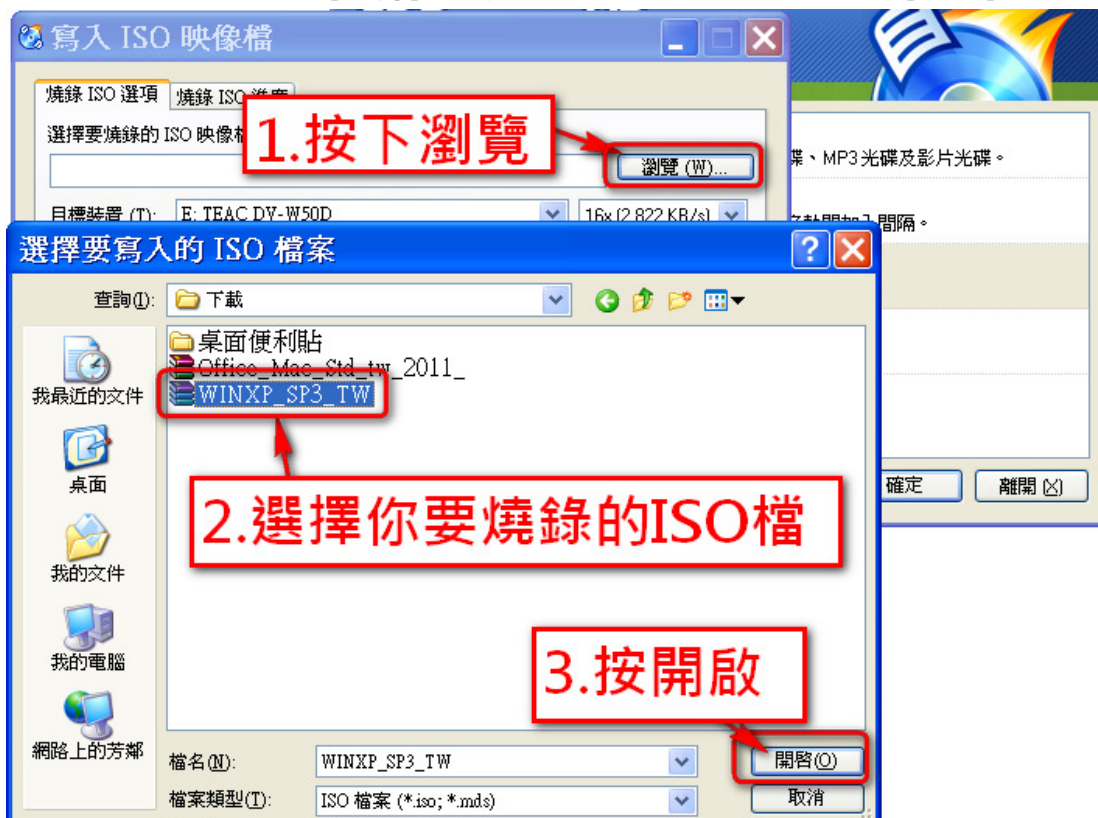 寫入 ISO 映像檔
燒錄 ISO 選項
燒錄 ISO
選擇要燒錄的 ISO 映像檔
1.按下瀏覽
瀏覽 (W)...
碟、MP3 光碟及影片光碟。
目標裝置 (T):
E: TEAC DV-W50D
16x (2,822 KB/s)
間加入間隔。
選擇要寫入的 ISO 檔案
查詢(I):
下載
桌面便利貼
Office_Mac_Std_tw_2011_
WINXP_SP3_TW
我最近的文件
桌面
2.選擇你要燒錄的ISO檔
確定
離開 (X)
我的文件
我的電腦
3.按開啟
網路上的芳鄰
檔名(N):
WINXP_SP3_TW
開啓(O)
檔案類型(T):
ISO 檔案 (*.iso; *.mds)
取消